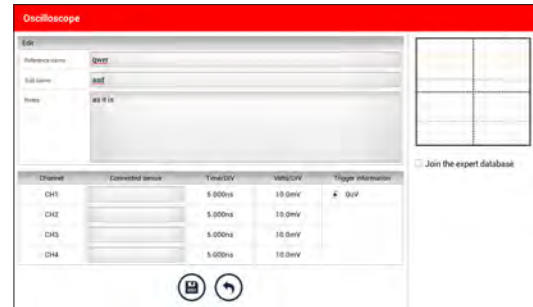 Oscilloscope
Edit
Reference name qwer
Sub name asdf
Notes as it is
Join the expert database
Channel Connected sensor Time/DIV Volts/DIV Trigger information
CH1 5.000ns 10.0mV 0uV
CH2 5.000ns 10.0mV
CH3 5.000ns 10.0mV
CH4 5.000ns 10.0mV